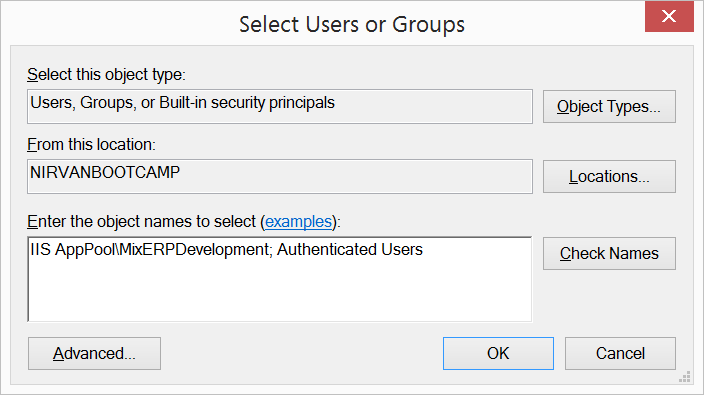 Select Users or Groups
Select this object type:
Users, Groups, or Built-in security principals
Object Types...
From this location:
NIRVANBOOTCAMP
Locations...
Enter the object names to select (examples):
IIS AppPool\MixERPDevelopment; Authenticated Users
Check Names
Advanced...
OK
Cancel